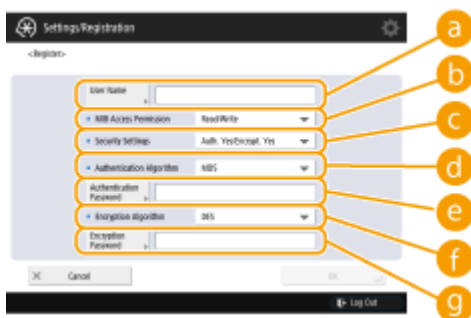 Settings/Registration
<Register>
a
User Name
b
MIB Access Permission Read/Write
c
Security Settings Auth. Yes/Encrypt. Yes
d
Authentication Algorithm MD5
e
Authentication
Password
f
Encryption Algorithm DES
g
Encryption
Password
Cancel OK
Log Out